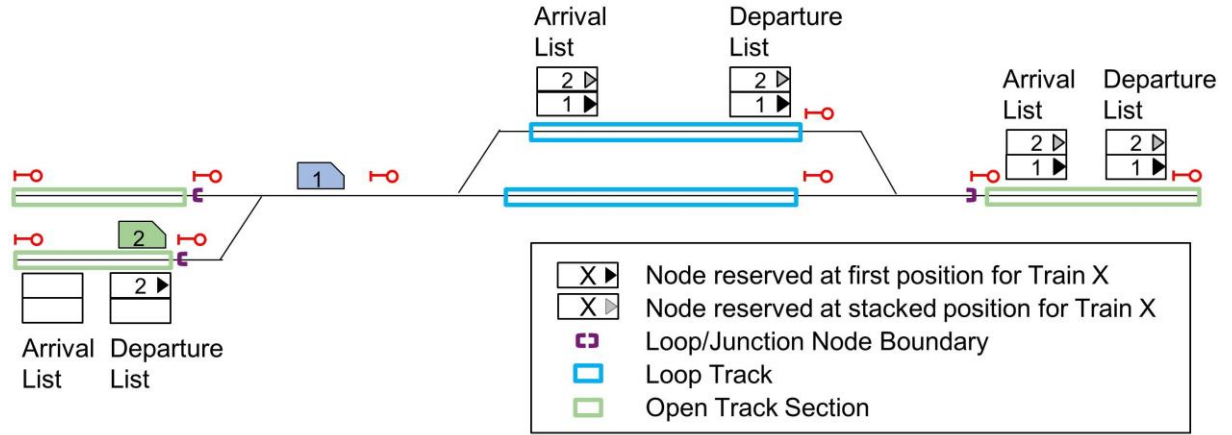 Arrival
List
Departure
List
2
1
2
1
Arrival
List
Departure
List
2
1
2
1
1
2
2
Arrival
List
Departure
List
X Node reserved at first position for Train X
X Node reserved at stacked position for Train X
Loop/Junction Node Boundary
Loop Track
Open Track Section